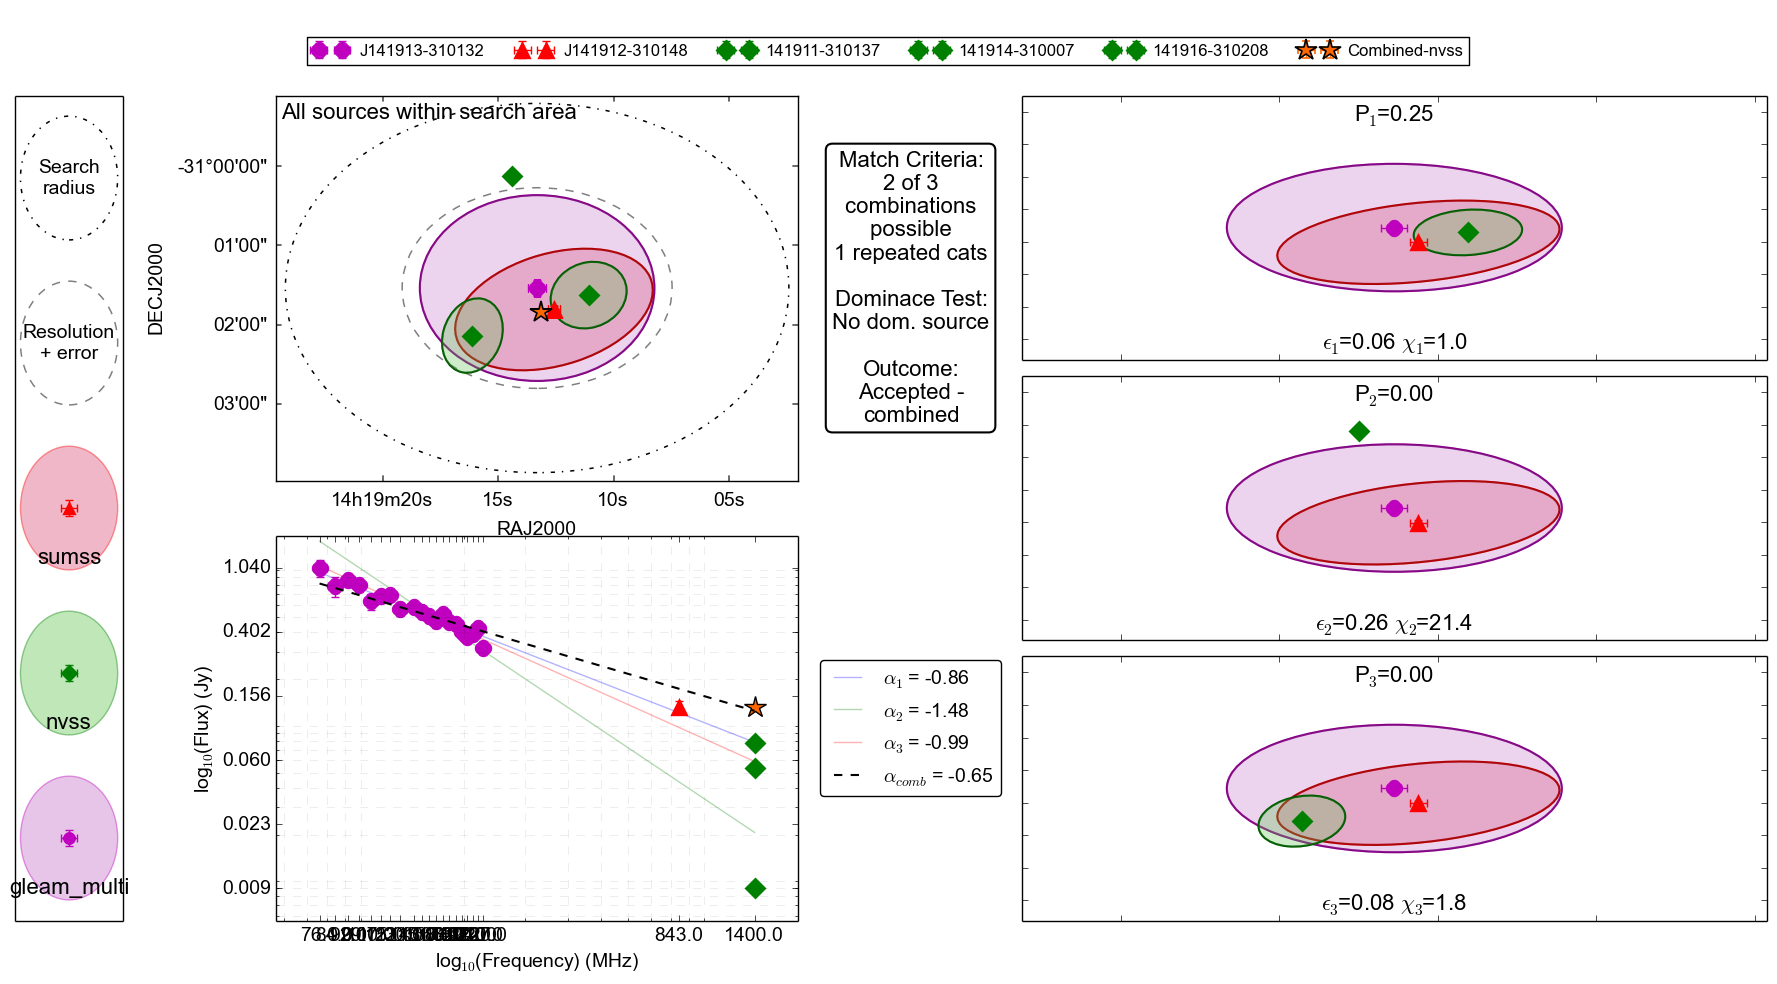 J141913-310132 J141912-310148 141911-310137 141914-310007 141916-310208 Combined-nvss
Search
radius
Resolution
+ error
sumss
nvss
gleam_multi
All sources within search area
DECJ2000
-31°00'00"
01'00"
02'00"
03'00"
14h19m20s 15s 10s 05s
RAJ2000
Match Criteria:
2 of 3
combinations
possible
1 repeated cats
Dominace Test:
No dom. source
Outcome:
Accepted -
combined
log10(Flux) (Jy)
1.040
0.402
0.156
0.060
0.023
0.009
843.0 1400.0
log10(Frequency) (MHz)
α1 = -0.86
α2 = -1.48
α3 = -0.99
αcomb = -0.65
P1=0.25
ϵ1=0.06 χ1=1.0
P2=0.00
ϵ2=0.26 χ2=21.4
P3=0.00
ϵ3=0.08 χ3=1.8